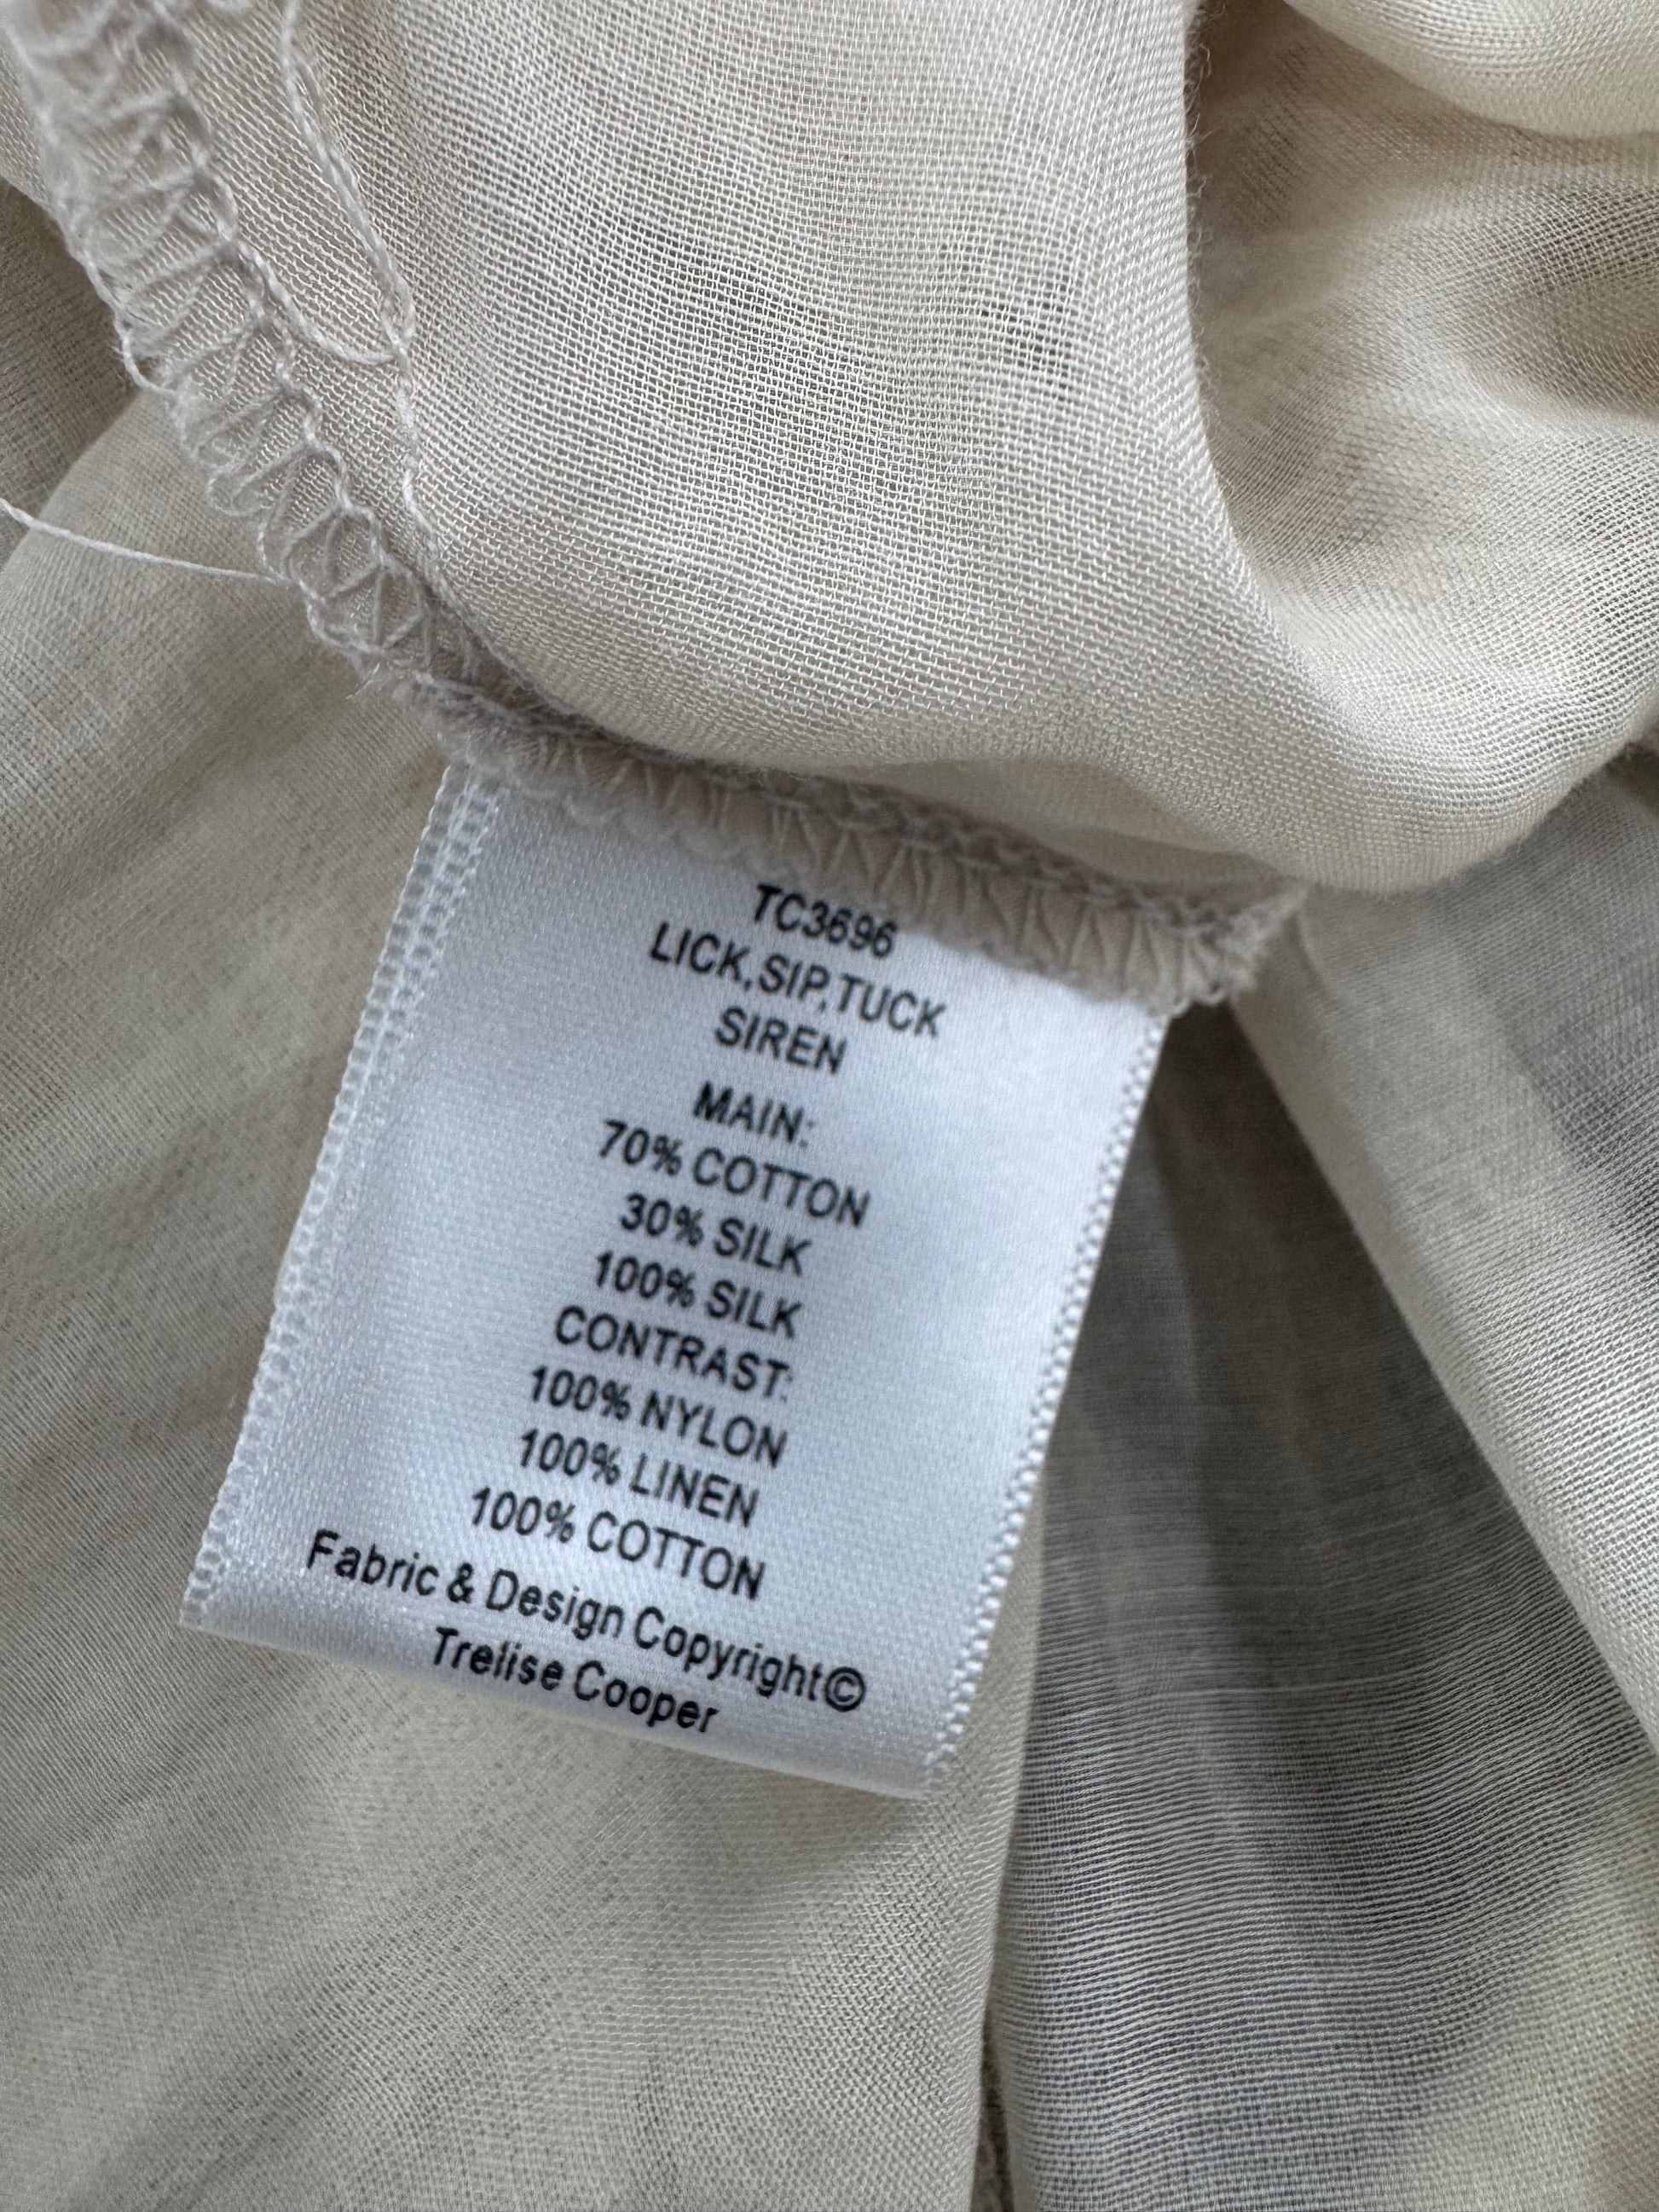 TC3696
LICK,SIP,TUCK
SIREN
MAIN:
70% COTTON
30% SILK
100% SILK
CONTRAST:
100% NYLON
100% LINEN
100% COTTON
Fabric & Design Copyright©
Trelise Cooper